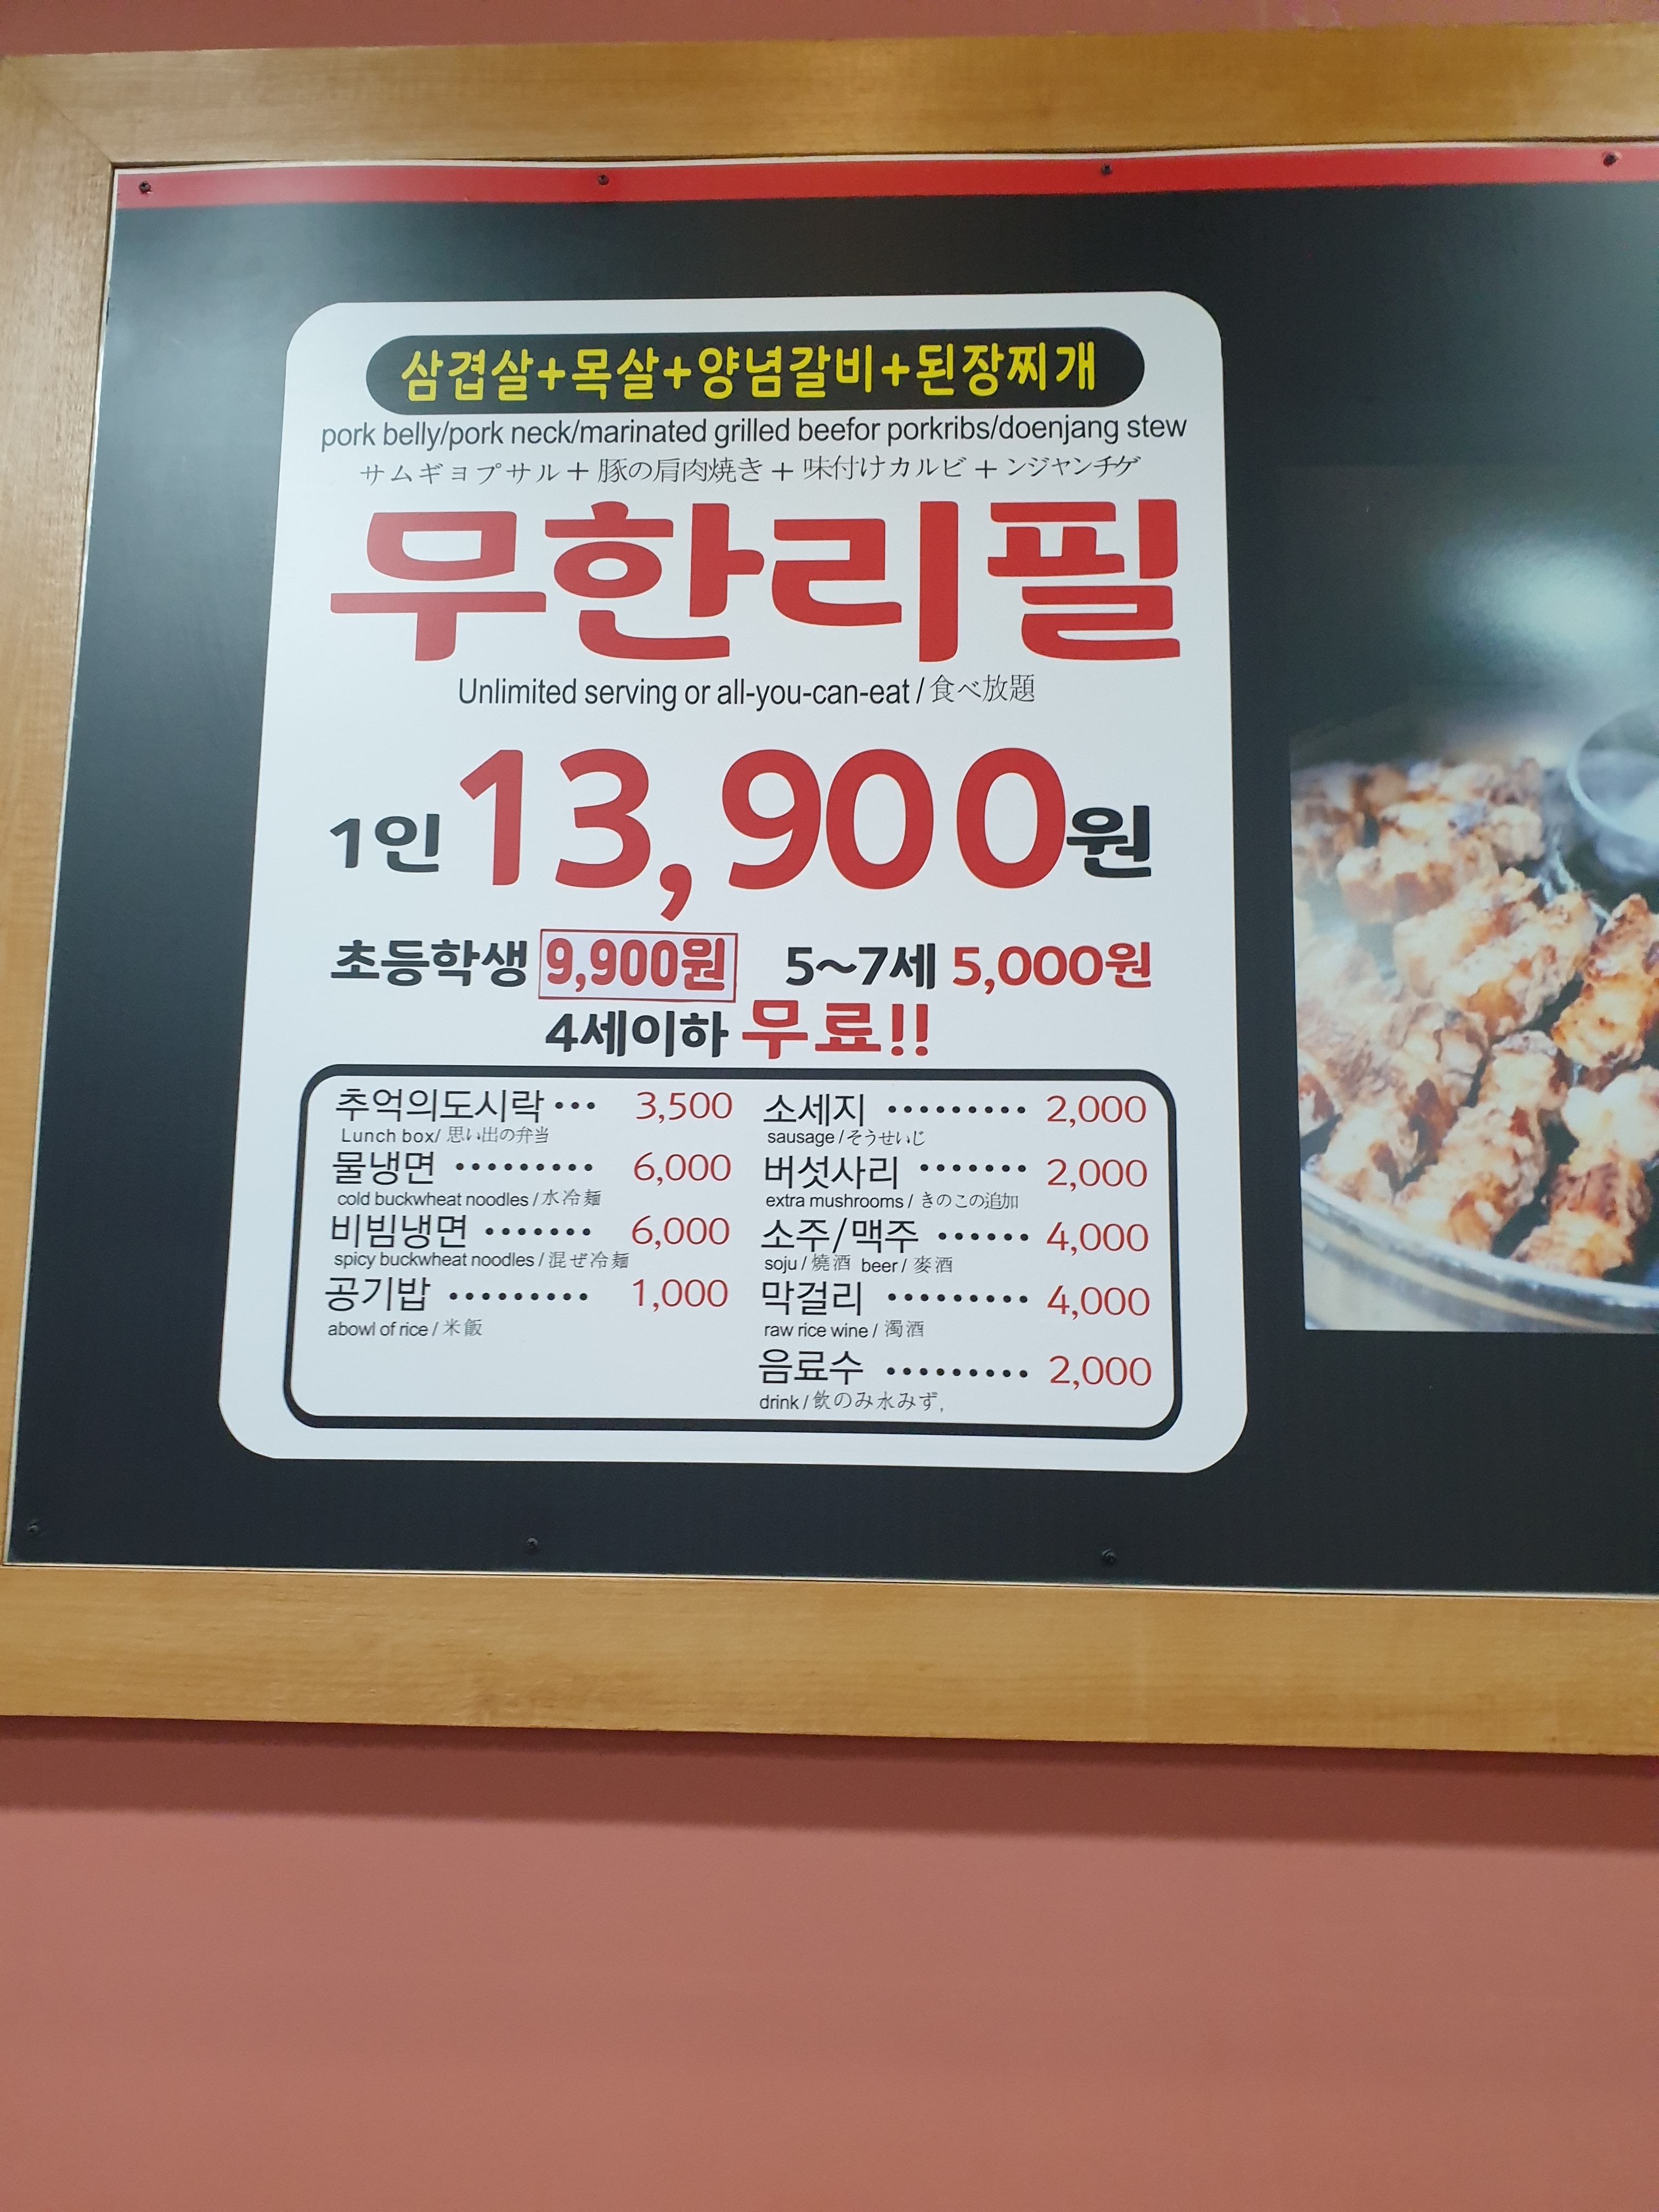 삼겹살+목살+양념갈비+된장찌개
pork belly/pork neck/marinated grilled beefor porkribs/doenjang stew
サムギョプサル + 豚の肩肉焼き + 味付けカルビ + ンジャンチゲ
무한리필
Unlimited serving or all-you-can-eat / 食べ放題
1인 13,900원
초등학생 9,900원 5~7세 5,000원
4세이하 무료!!
추억의도시락 ··· 3,500
Lunch box/ 思い出の弁当
물냉면 ········· 6,000
cold buckwheat noodles / 水冷麺
비빔냉면 ······· 6,000
spicy buckwheat noodles / 混ぜ冷麺
공기밥 ········· 1,000
abowl of rice / 米飯
소세지 ········· 2,000
sausage / そうせいじ
버섯사리 ······· 2,000
extra mushrooms / きのこの追加
소주/맥주 ······ 4,000
soju / 燒酒 beer / 麥酒
막걸리 ········· 4,000
raw rice wine / 濁酒
음료수 ········· 2,000
drink / 飮のみ水みず,